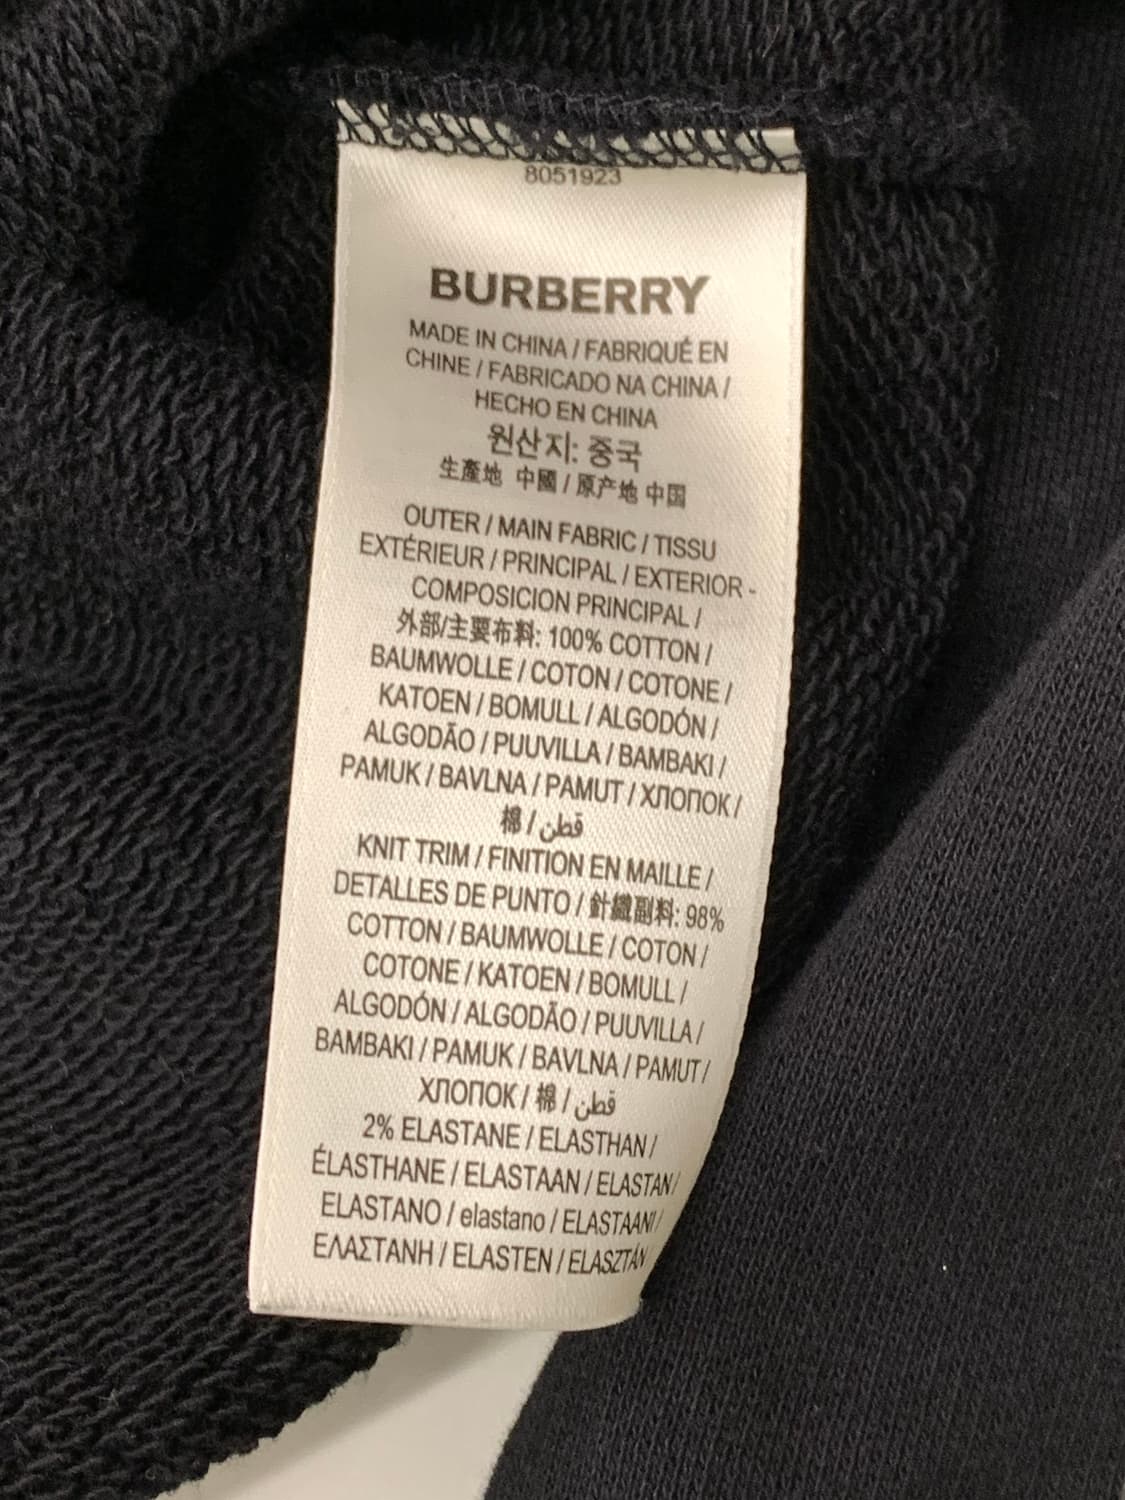 8051923
BURBERRY
MADE IN CHINA / FABRIQUÉ EN
CHINE / FABRICADO NA CHINA /
HECHO EN CHINA
원산지: 중국
生產地 中國 / 原产地 中国
OUTER / MAIN FABRIC / TISSU
EXTÉRIEUR / PRINCIPAL / EXTERIOR -
COMPOSICION PRINCIPAL /
外部/主要布料: 100% COTTON /
BAUMWOLLE / COTON / COTONE /
KATOEN / BOMULL / ALGODÓN /
ALGODÃO / PUUVILLA / BAMBAKI /
PAMUK / BAVLNA / PAMUT / ХЛОПОК /
棉 / قطن
KNIT TRIM / FINITION EN MAILLE /
DETALLES DE PUNTO / 針織副料: 98%
COTTON / BAUMWOLLE / COTON /
COTONE / KATOEN / BOMULL /
ALGODÓN / ALGODÃO / PUUVILLA /
BAMBAKI / PAMUK / BAVLNA / PAMUT /
ХЛОПОК / 棉 / قطن
2% ELASTANE / ELASTHAN /
ÉLASTHANE / ELASTAAN / ELASTAN /
ELASTANO / elastano / ELASTAANI /
ΕΛΑΣΤΑΝΗ / ELASTEN / ELASZTÁN